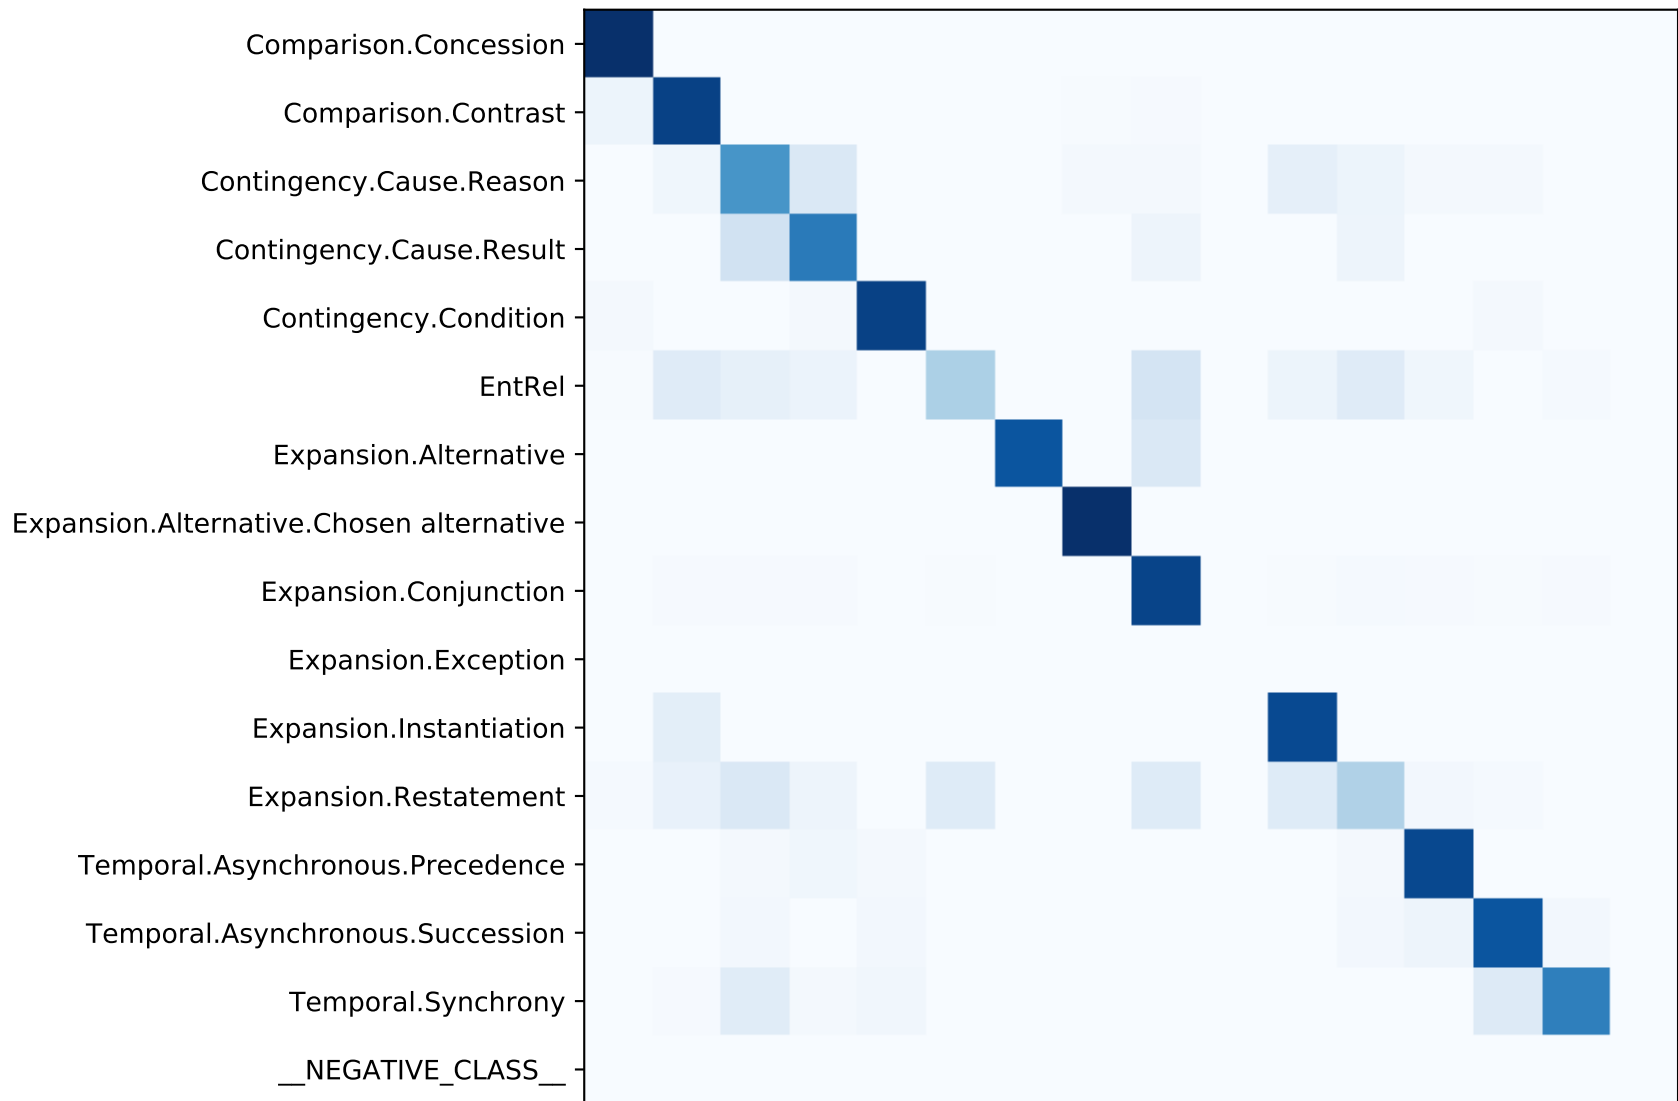 Comparison.Concession
Comparison.Contrast
Contingency.Cause.Reason
Contingency.Cause.Result
Contingency.Condition
EntRel
Expansion.Alternative
Expansion.Alternative.Chosen alternative
Expansion.Conjunction
Expansion.Exception
Expansion.Instantiation
Expansion.Restatement
Temporal.Asynchronous.Precedence
Temporal.Asynchronous.Succession
Temporal.Synchrony
__NEGATIVE_CLASS__